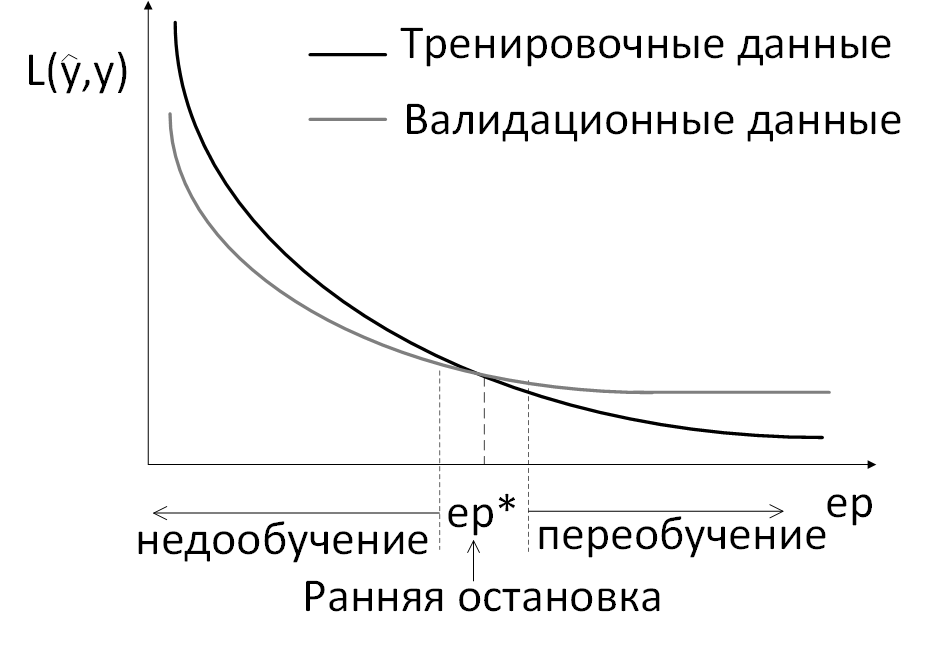 L(ŷ,y)
Тренировочные данные
Валидационные данные
недообучение
ep*
переобучение
ep
Ранняя остановка